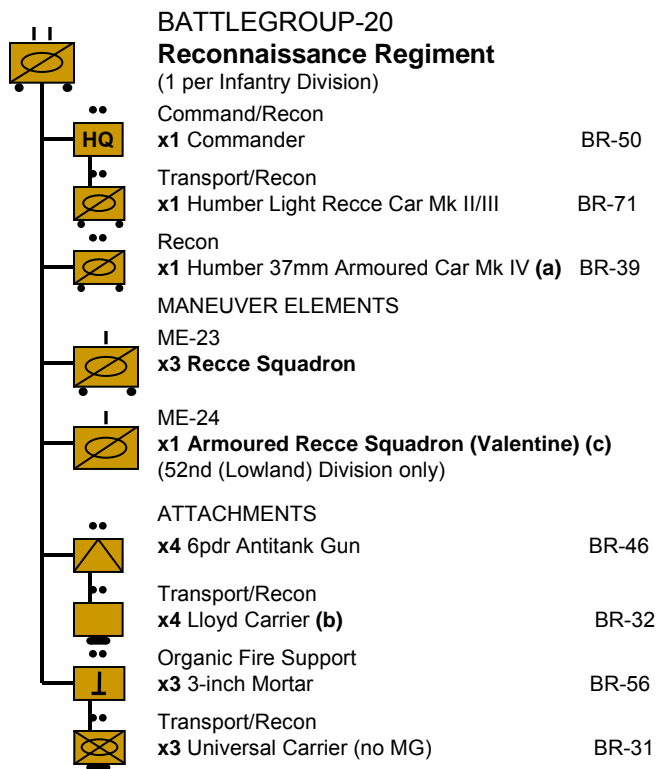 BATTLEGROUP-20
Reconnaissance Regiment
(1 per Infantry Division)
Command/Recon
HQ x1 Commander BR-50
Transport/Recon
x1 Humber Light Recce Car Mk II/III BR-71
Recon
x1 Humber 37mm Armoured Car Mk IV (a) BR-39
MANEUVER ELEMENTS
ME-23
x3 Recce Squadron
ME-24
x1 Armoured Recce Squadron (Valentine) (c)
(52nd (Lowland) Division only)
ATTACHMENTS
x4 6pdr Antitank Gun BR-46
Transport/Recon
x4 Lloyd Carrier (b) BR-32
Organic Fire Support
x3 3-inch Mortar BR-56
Transport/Recon
x3 Universal Carrier (no MG) BR-31